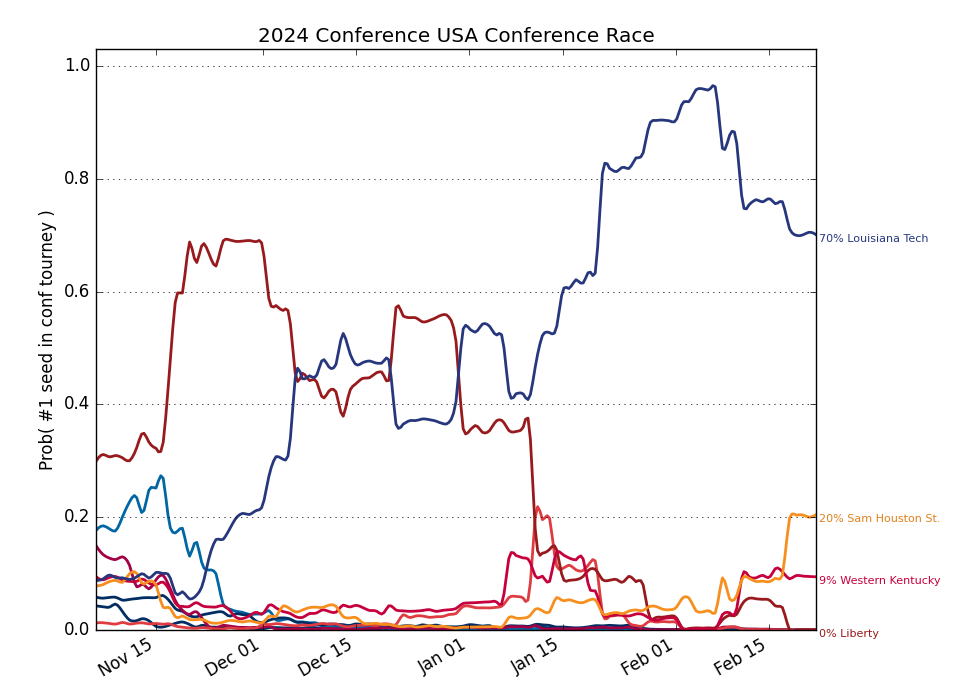 2024 Conference USA Conference Race
Prob( #1 seed in conf tourney )
1.0
0.8
0.6
0.4
0.2
0.0
70% Louisiana Tech
20% Sam Houston St.
9% Western Kentucky
0% Liberty
Nov 15
Dec 01
Dec 15
Jan 01
Jan 15
Feb 01
Feb 15